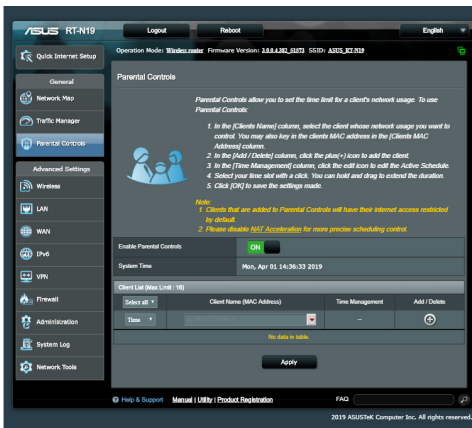 ASUS RT-N19 Logout Reboot English
Operation Mode: Wireless router Firmware Version: 3.0.0.4.382_61673 SSID: ASUS_RT-N19
Quick Internet Setup
General
Network Map
Traffic Manager
Parental Controls
Advanced Settings
Wireless
LAN
WAN
IPv6
VPN
Firewall
Administration
System Log
Network Tools
Parental Controls
Parental Controls allow you to set the time limit for a client's network usage. To use
Parental Controls:
1. In the [Clients Name] column, select the client whose network usage you want to
control. You may also key in the clients MAC address in the [Clients MAC
Address] column.
2. In the [Add / Delete] column, click the plus(+) icon to add the client.
3. In the [Time Management] column, click the edit icon to edit the Active Schedule.
4. Select your time slot with a click. You can hold and drag to extend the duration.
5. Click [OK] to save the settings made.
Note:
1. Clients that are added to Parental Controls will have their internet access restricted
by default.
2. Please disable NAT Acceleration for more precise scheduling control.
Enable Parental Controls ON
System Time Mon, Apr 01 14:36:33 2019
Client List (Max Limit : 16)
Select all Client Name (MAC Address) Time Management Add / Delete
Time –
No data in table.
Apply
Help & Support Manual | Utility | Product Registration FAQ
2019 ASUSTeK Computer Inc. All rights reserved.